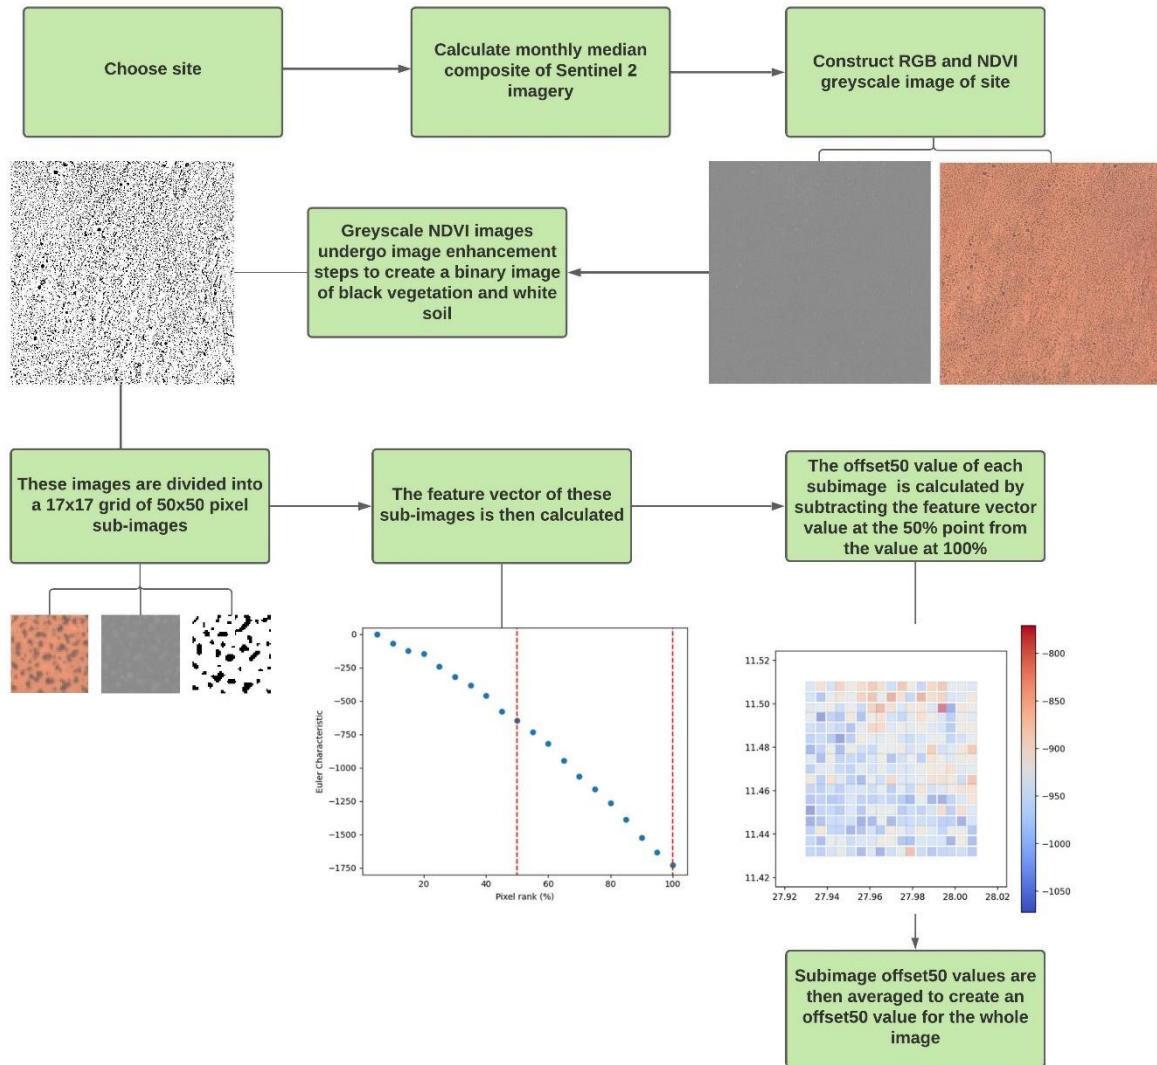 Choose site
Calculate monthly median
composite of Sentinel 2
imagery
Construct RGB and NDVI
greyscale image of site
Greyscale NDVI images
undergo image enhancement
steps to create a binary image
of black vegetation and white
soil
These images are divided into
a 17x17 grid of 50x50 pixel
sub-images
The feature vector of these
sub-images is then calculated
The offset50 value of each
subimage is calculated by
subtracting the feature vector
value at the 50% point from
the value at 100%
0
−250
−500
−750
−1000
−1250
−1500
−1750
Euler Characteristic
20
40
60
80
100
Pixel rank (%)
11.52
11.50
11.48
11.46
11.44
11.42
27.92
27.94
27.96
27.98
28.00
28.02
−800
−850
−900
−950
−1000
−1050
Subimage offset50 values are
then averaged to create an
offset50 value for the whole
image